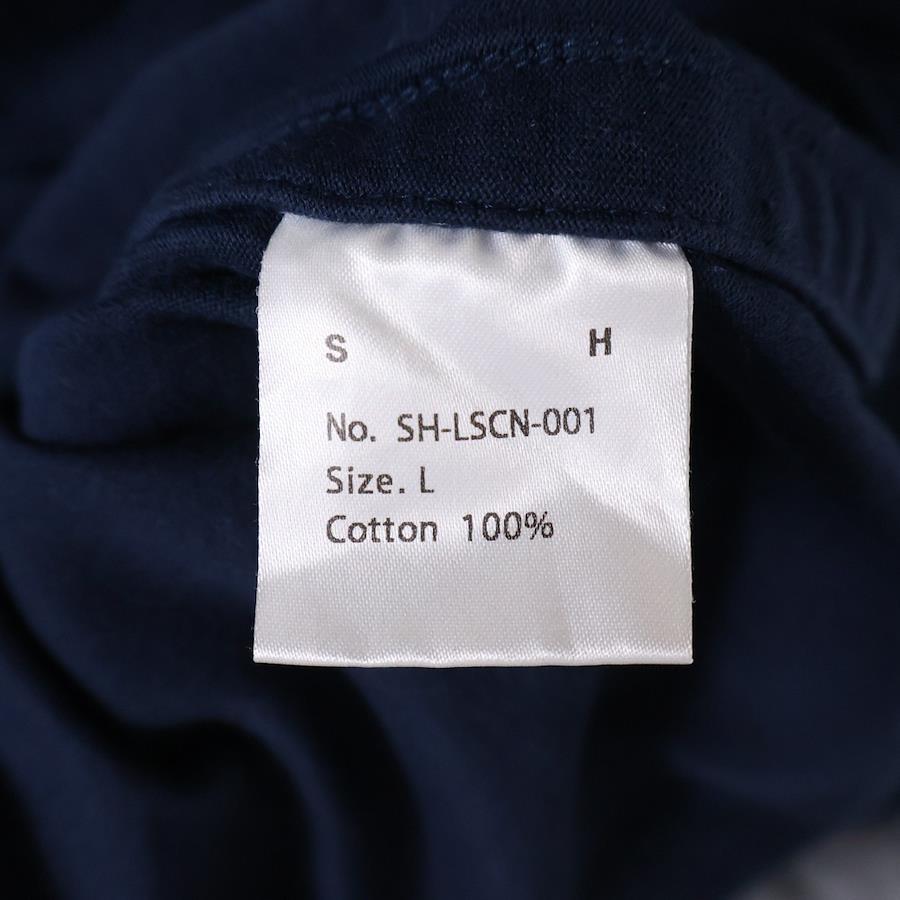 S H
No. SH-LSCN-001
Size. L
Cotton 100%